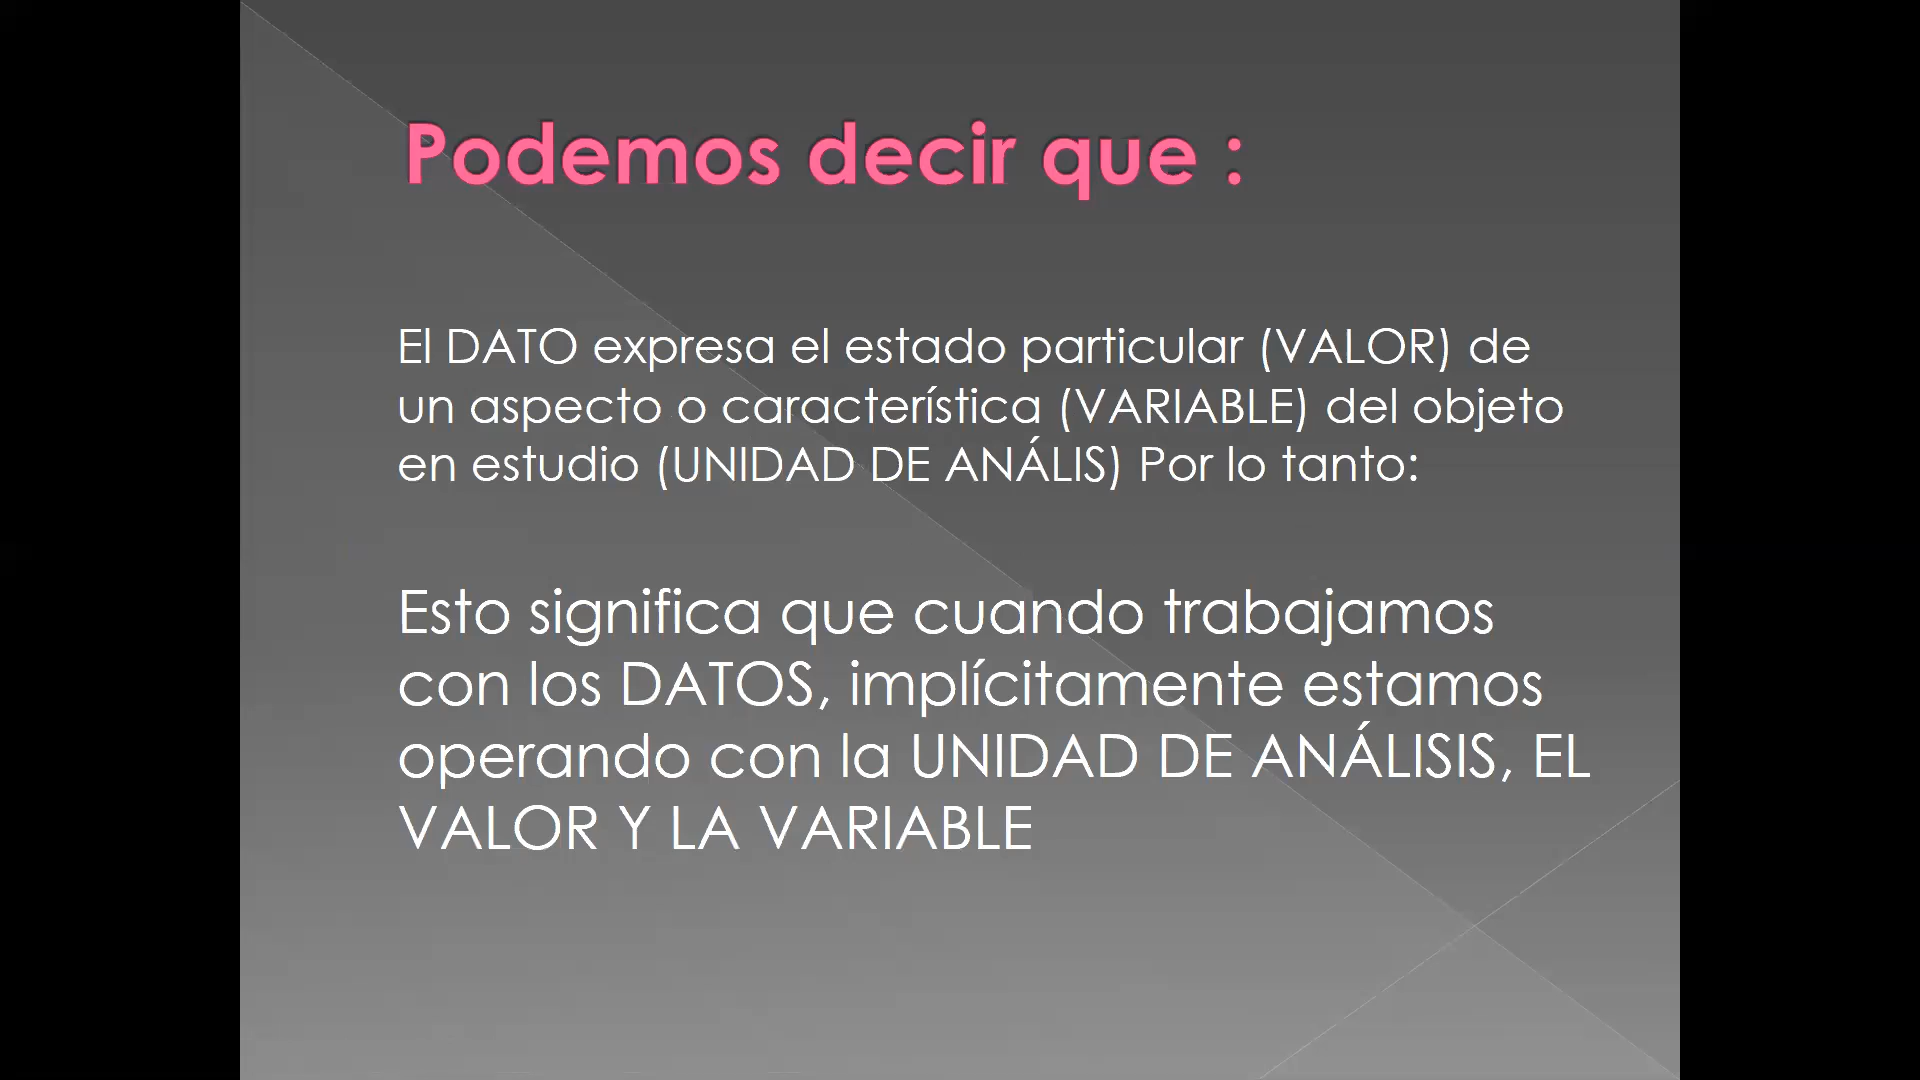 Podemos decir que :
El DATO expresa el estado particular (VALOR) de
un aspecto o característica (VARIABLE) del objeto
en estudio (UNIDAD DE ANÁLIS) Por lo tanto:
Esto significa que cuando trabajamos
con los DATOS, implícitamente estamos
operando con la UNIDAD DE ANÁLISIS, EL
VALOR Y LA VARIABLE